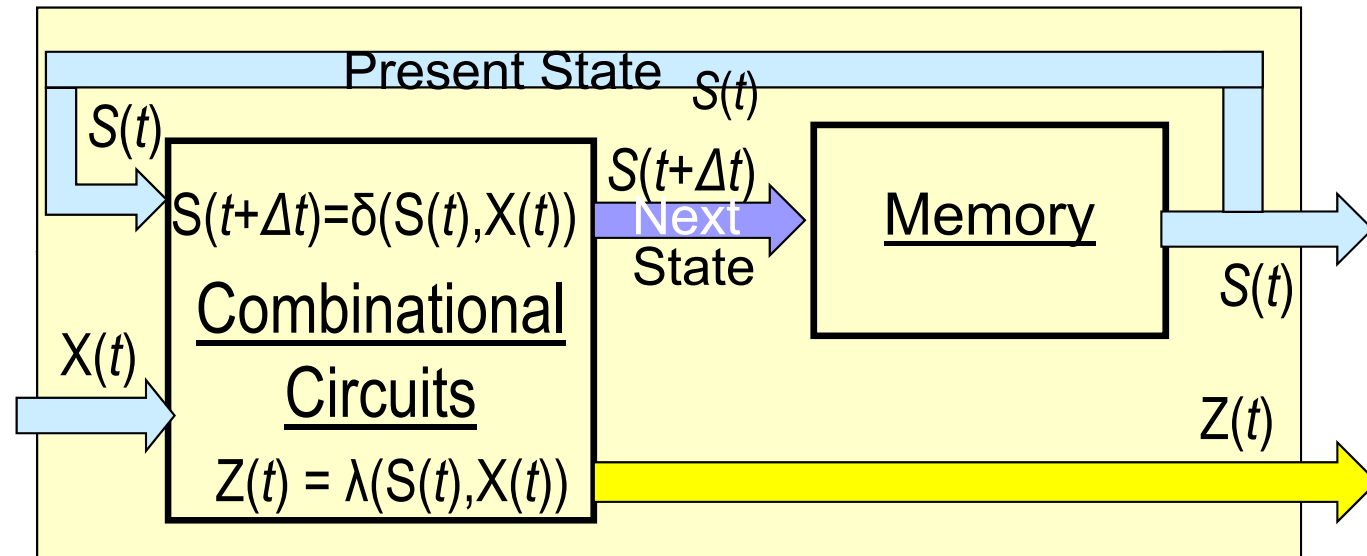 Present State
S(t)
S(t)
S(t+Δt)
S(t+Δt)=δ(S(t),X(t))
Next
State
Memory
S(t)
Combinational
Circuits
X(t)
Z(t)
Z(t) = λ(S(t),X(t))